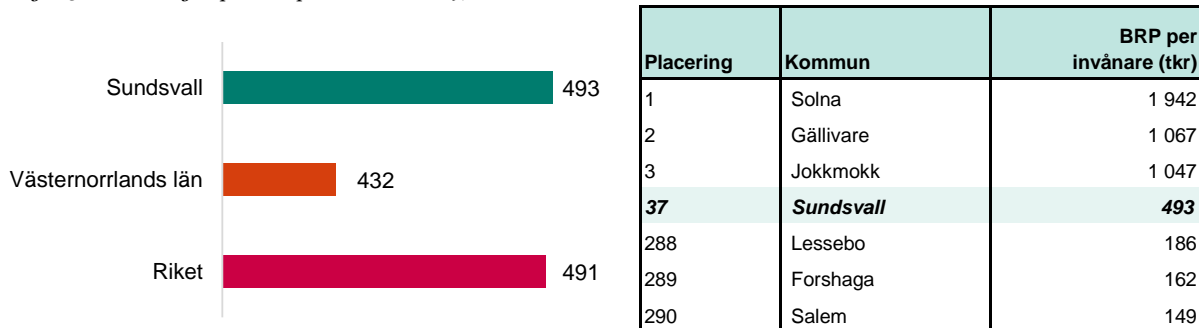 Sundsvall
493
Västernorrlands län
432
Riket
491
Placering Kommun BRP per invånare (tkr)
1 Solna 1 942
2 Gällivare 1 067
3 Jokkmokk 1 047
37 Sundsvall 493
288 Lessebo 186
289 Forshaga 162
290 Salem 149